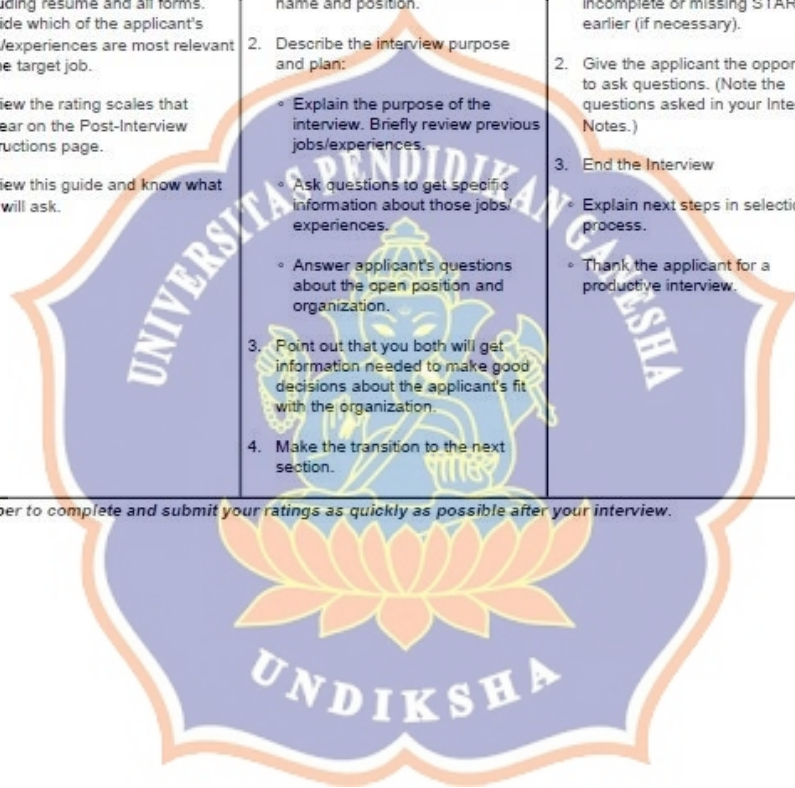 uding resume and all forms.
ide which of the applicant's
/experiences are most relevant
e target job.
iew the rating scales that
ear on the Post-Interview
uctions page.
iew this guide and know what
will ask.
name and position.
2. Describe the interview purpose
and plan:
◦ Explain the purpose of the
interview. Briefly review previous
jobs/experiences.
◦ Ask questions to get specific
information about those jobs/
experiences.
◦ Answer applicant's questions
about the open position and
organization.
3. Point out that you both will get
information needed to make good
decisions about the applicant's fit
with the organization.
4. Make the transition to the next
section.
incomplete or missing STAR
earlier (if necessary).
2. Give the applicant the oppor
to ask questions. (Note the
questions asked in your Inte
Notes.)
3. End the Interview
◦ Explain next steps in selectio
process.
◦ Thank the applicant for a
productive interview.
ber to complete and submit your ratings as quickly as possible after your interview.
UNIVERSITAS PENDIDIKAN GANESHA
UNDIKSHA